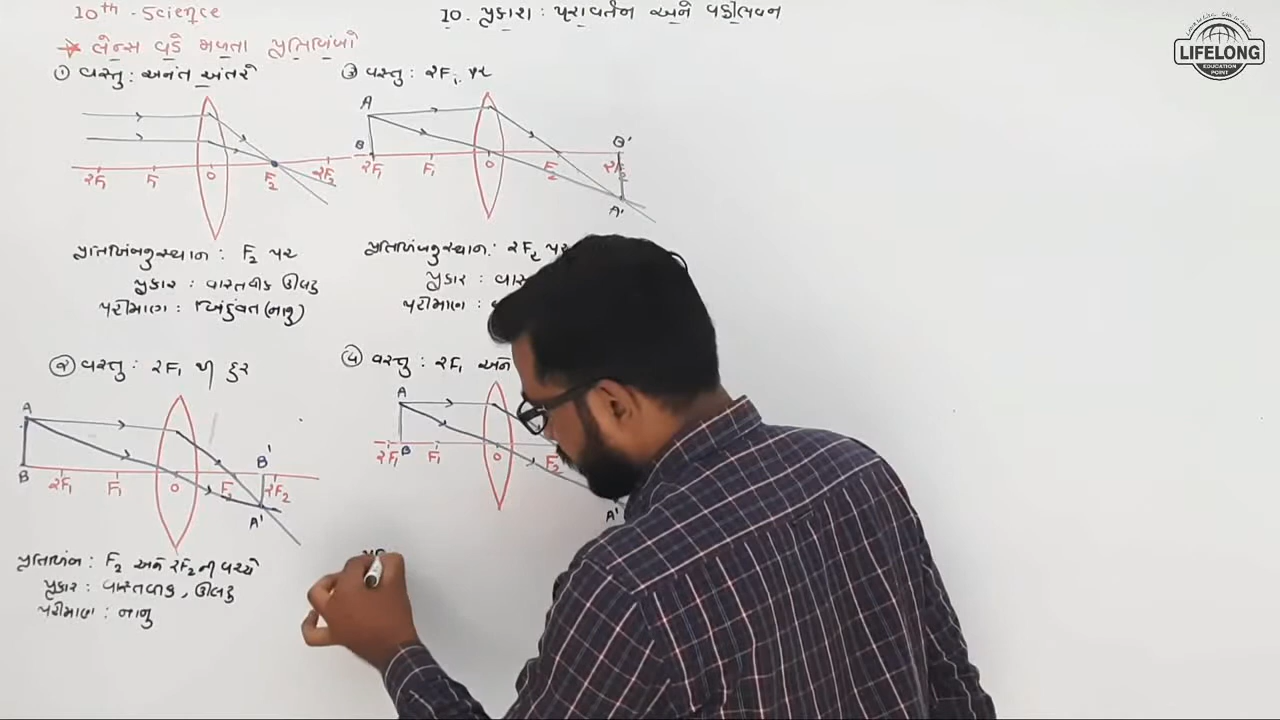 10th - Science
10. પ્રકાશ : પરાવર્તન અને વક્રીભવન
લેન્સ વડે મળતા પ્રતિબિંબો
① વસ્તુ : અનંત અંતરે
2F₁ F₁ O F₂ 2F₂
પ્રતિબિંબનુસ્થાન : F₂ પર
પ્રકાર : વાસ્તવીક ઊલટુ
પરીમાણ : બિંદુવત (નાનુ)
② વસ્તુ : 2F₁ થી દુર
A B' B
2F₁ F₁ O F₂ 2F₂
A'
પ્રતિબિંબ : F₂ અને 2F₂ ની વચ્ચે
પ્રકાર : વાસ્તવીક, ઊલટુ
પરીમાણ : નાનુ
③ વસ્તુ : 2F₁ પર
A B B'
2F₁ F₁ O F₂ 2F₂
A'
પ્રતિબિંબનુસ્થાન : 2F₂ પર
પ્રકાર : વાસ્
પરીમાણ :
④ વસ્તુ : 2F₁ અને
A B
2F₁ F₁ O F₂
A'
LIFELONG
EDUCATION
POINT